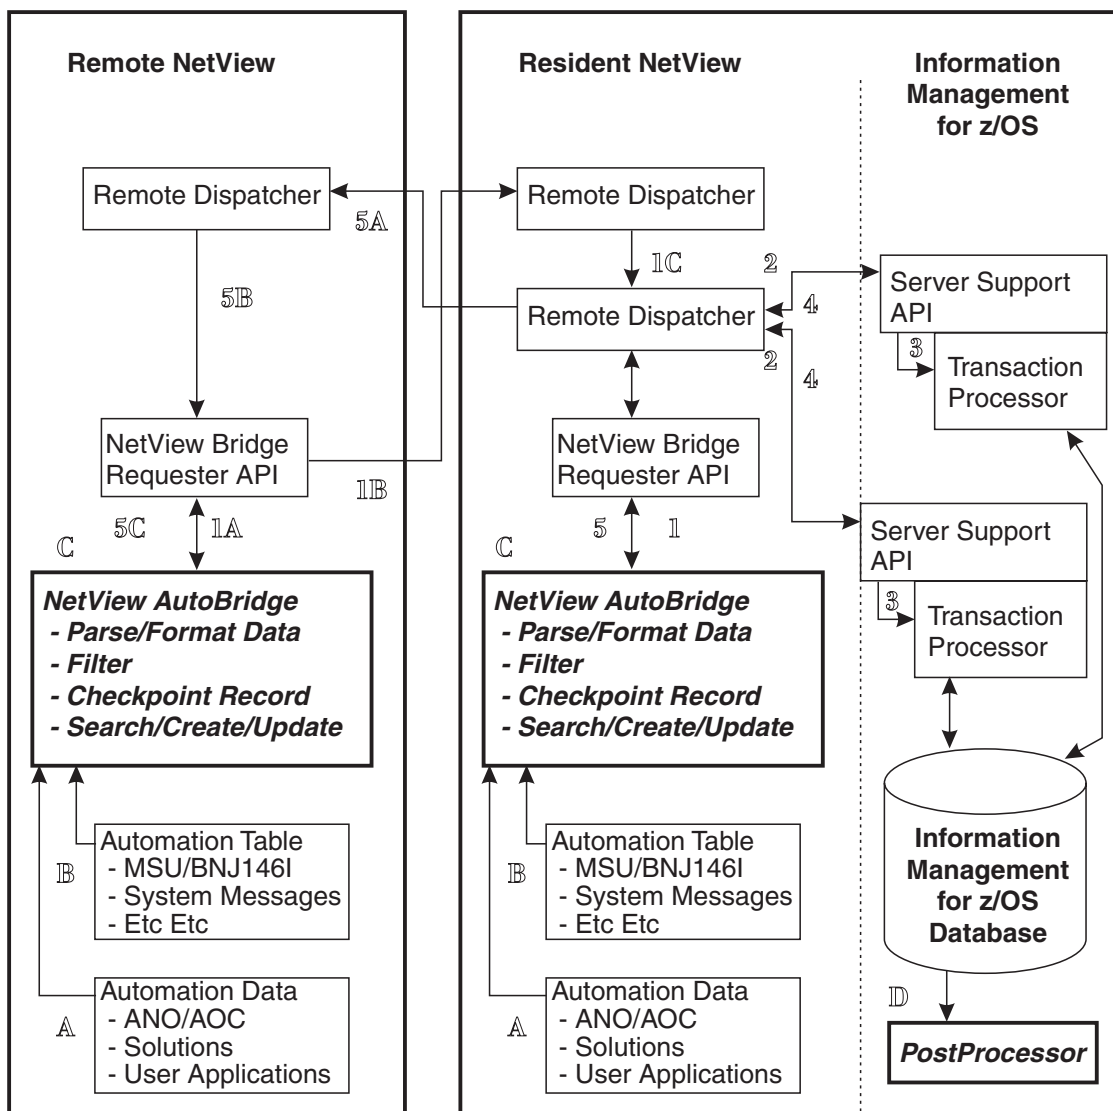 Remote NetView
Remote Dispatcher
5A
5B
NetView Bridge
Requester API
1B
5C
1A
C
NetView AutoBridge
- Parse/Format Data
- Filter
- Checkpoint Record
- Search/Create/Update
Automation Table
- MSU/BNJ146I
- System Messages
- Etc Etc
B
Automation Data
- ANO/AOC
- Solutions
- User Applications
A
Resident NetView
Remote Dispatcher
1C
2
4
Remote Dispatcher
2
4
NetView Bridge
Requester API
5
1
C
NetView AutoBridge
- Parse/Format Data
- Filter
- Checkpoint Record
- Search/Create/Update
Automation Table
- MSU/BNJ146I
- System Messages
- Etc Etc
B
Automation Data
- ANO/AOC
- Solutions
- User Applications
A
Information
Management
for z/OS
Server Support
API
3
Transaction
Processor
Server Support
API
3
Transaction
Processor
Information
Management
for z/OS
Database
D
PostProcessor